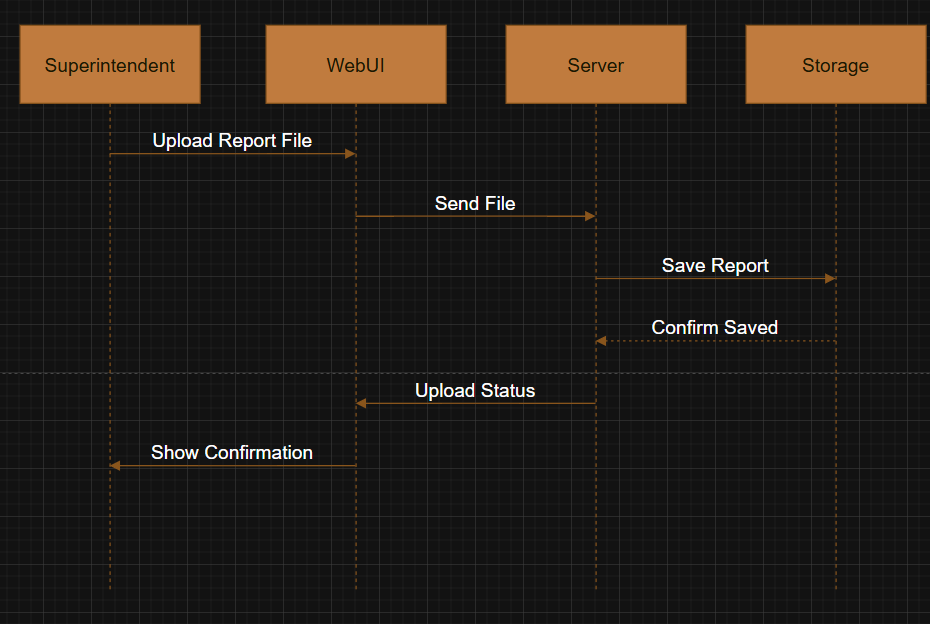 Superintendent
WebUI
Server
Storage
Upload Report File
Send File
Save Report
Confirm Saved
Upload Status
Show Confirmation